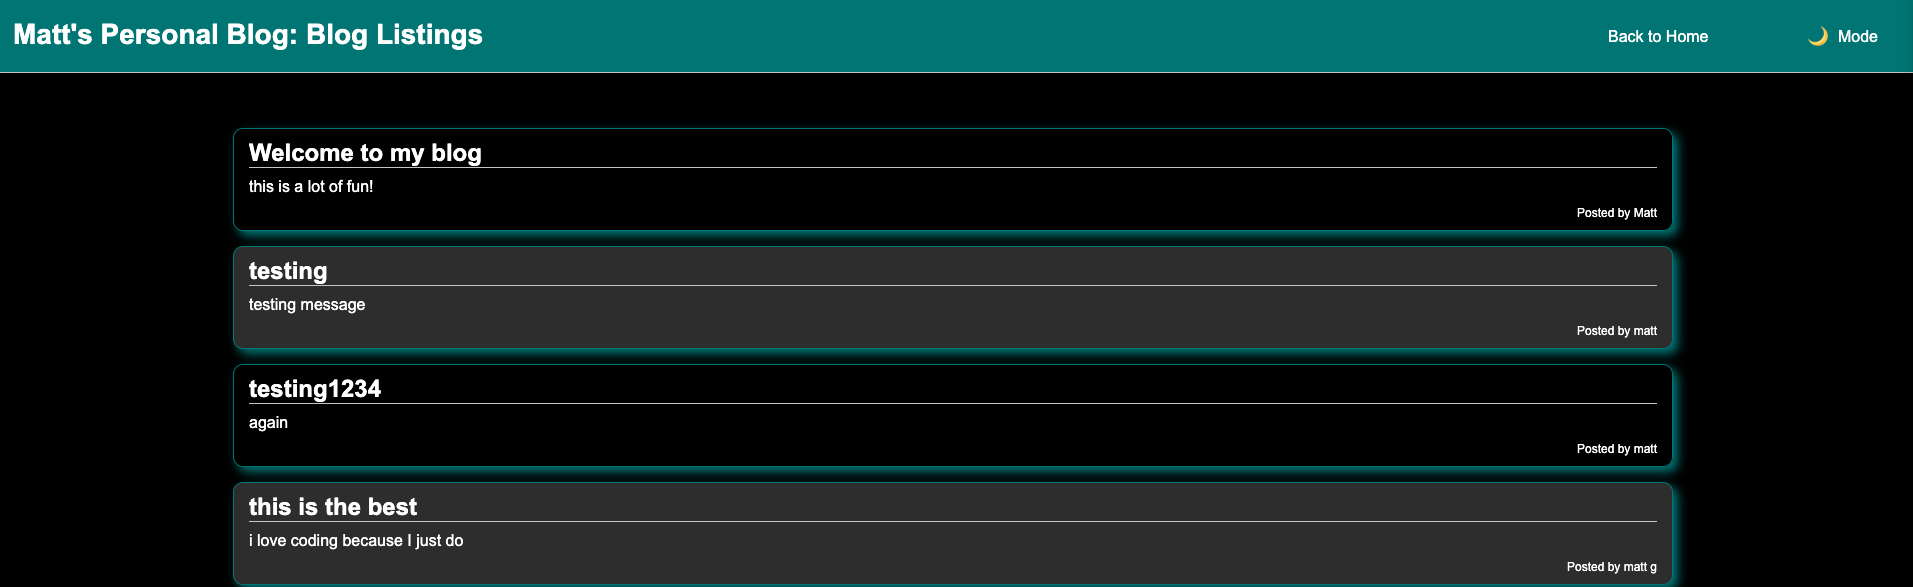 Matt's Personal Blog: Blog Listings
Back to Home
🌙 Mode
Welcome to my blog
this is a lot of fun!
Posted by Matt
testing
testing message
Posted by matt
testing1234
again
Posted by matt
this is the best
i love coding because I just do
Posted by matt g